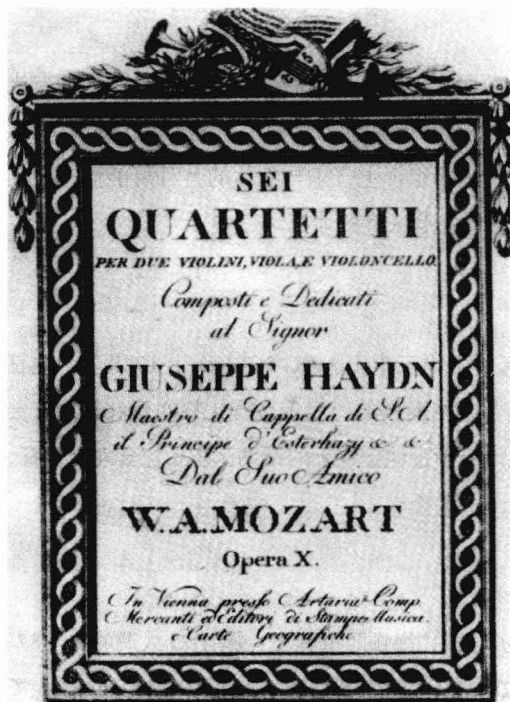 SEI
QUARTETTI
PER DUE VIOLINI, VIOLA, E VIOLONCELLO.
Composti e Dedicati
al Signor
GIUSEPPE HAYDN
Maestro di Cappella di S. A.
il Principe d'Esterhazy & &
Dal Suo Amico
W. A. MOZART
Opera X.
In Vienna presso Artaria Comp.
Mercanti ed Editori di Stampe Musica
e Carte Geografiche